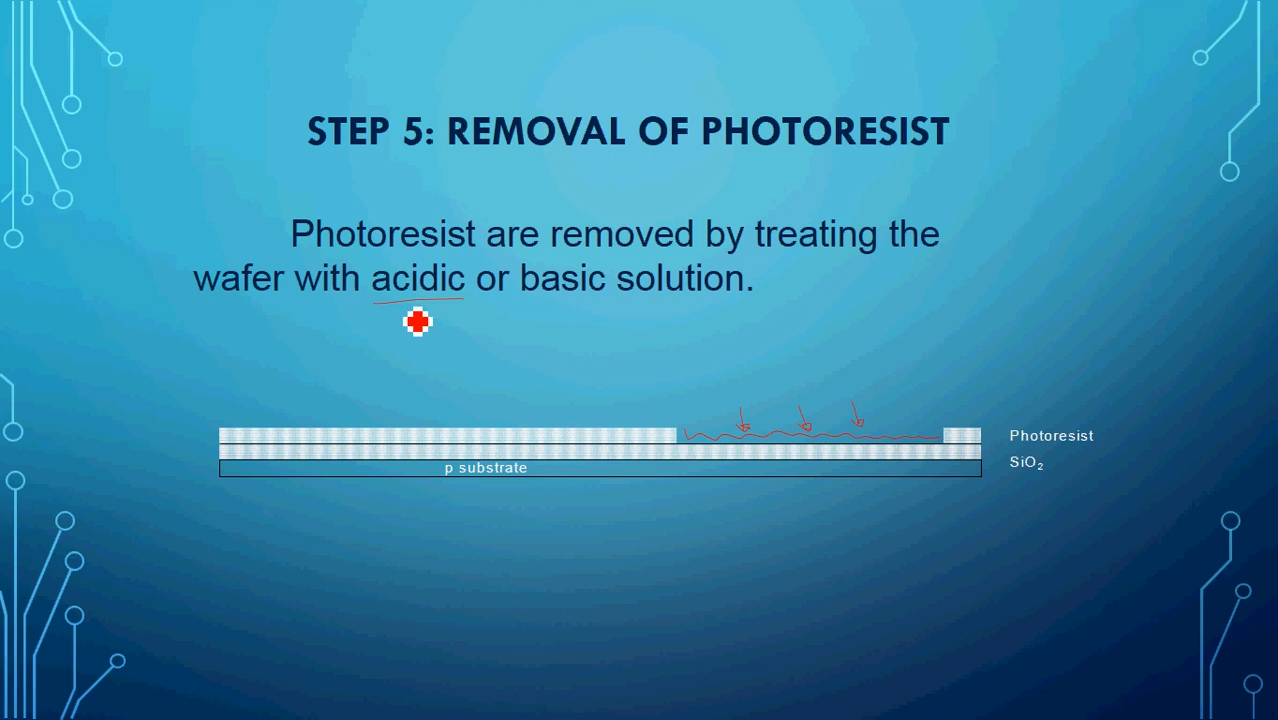 STEP 5: REMOVAL OF PHOTORESIST
Photoresist are removed by treating the
wafer with acidic or basic solution.
Photoresist
SiO₂
p substrate